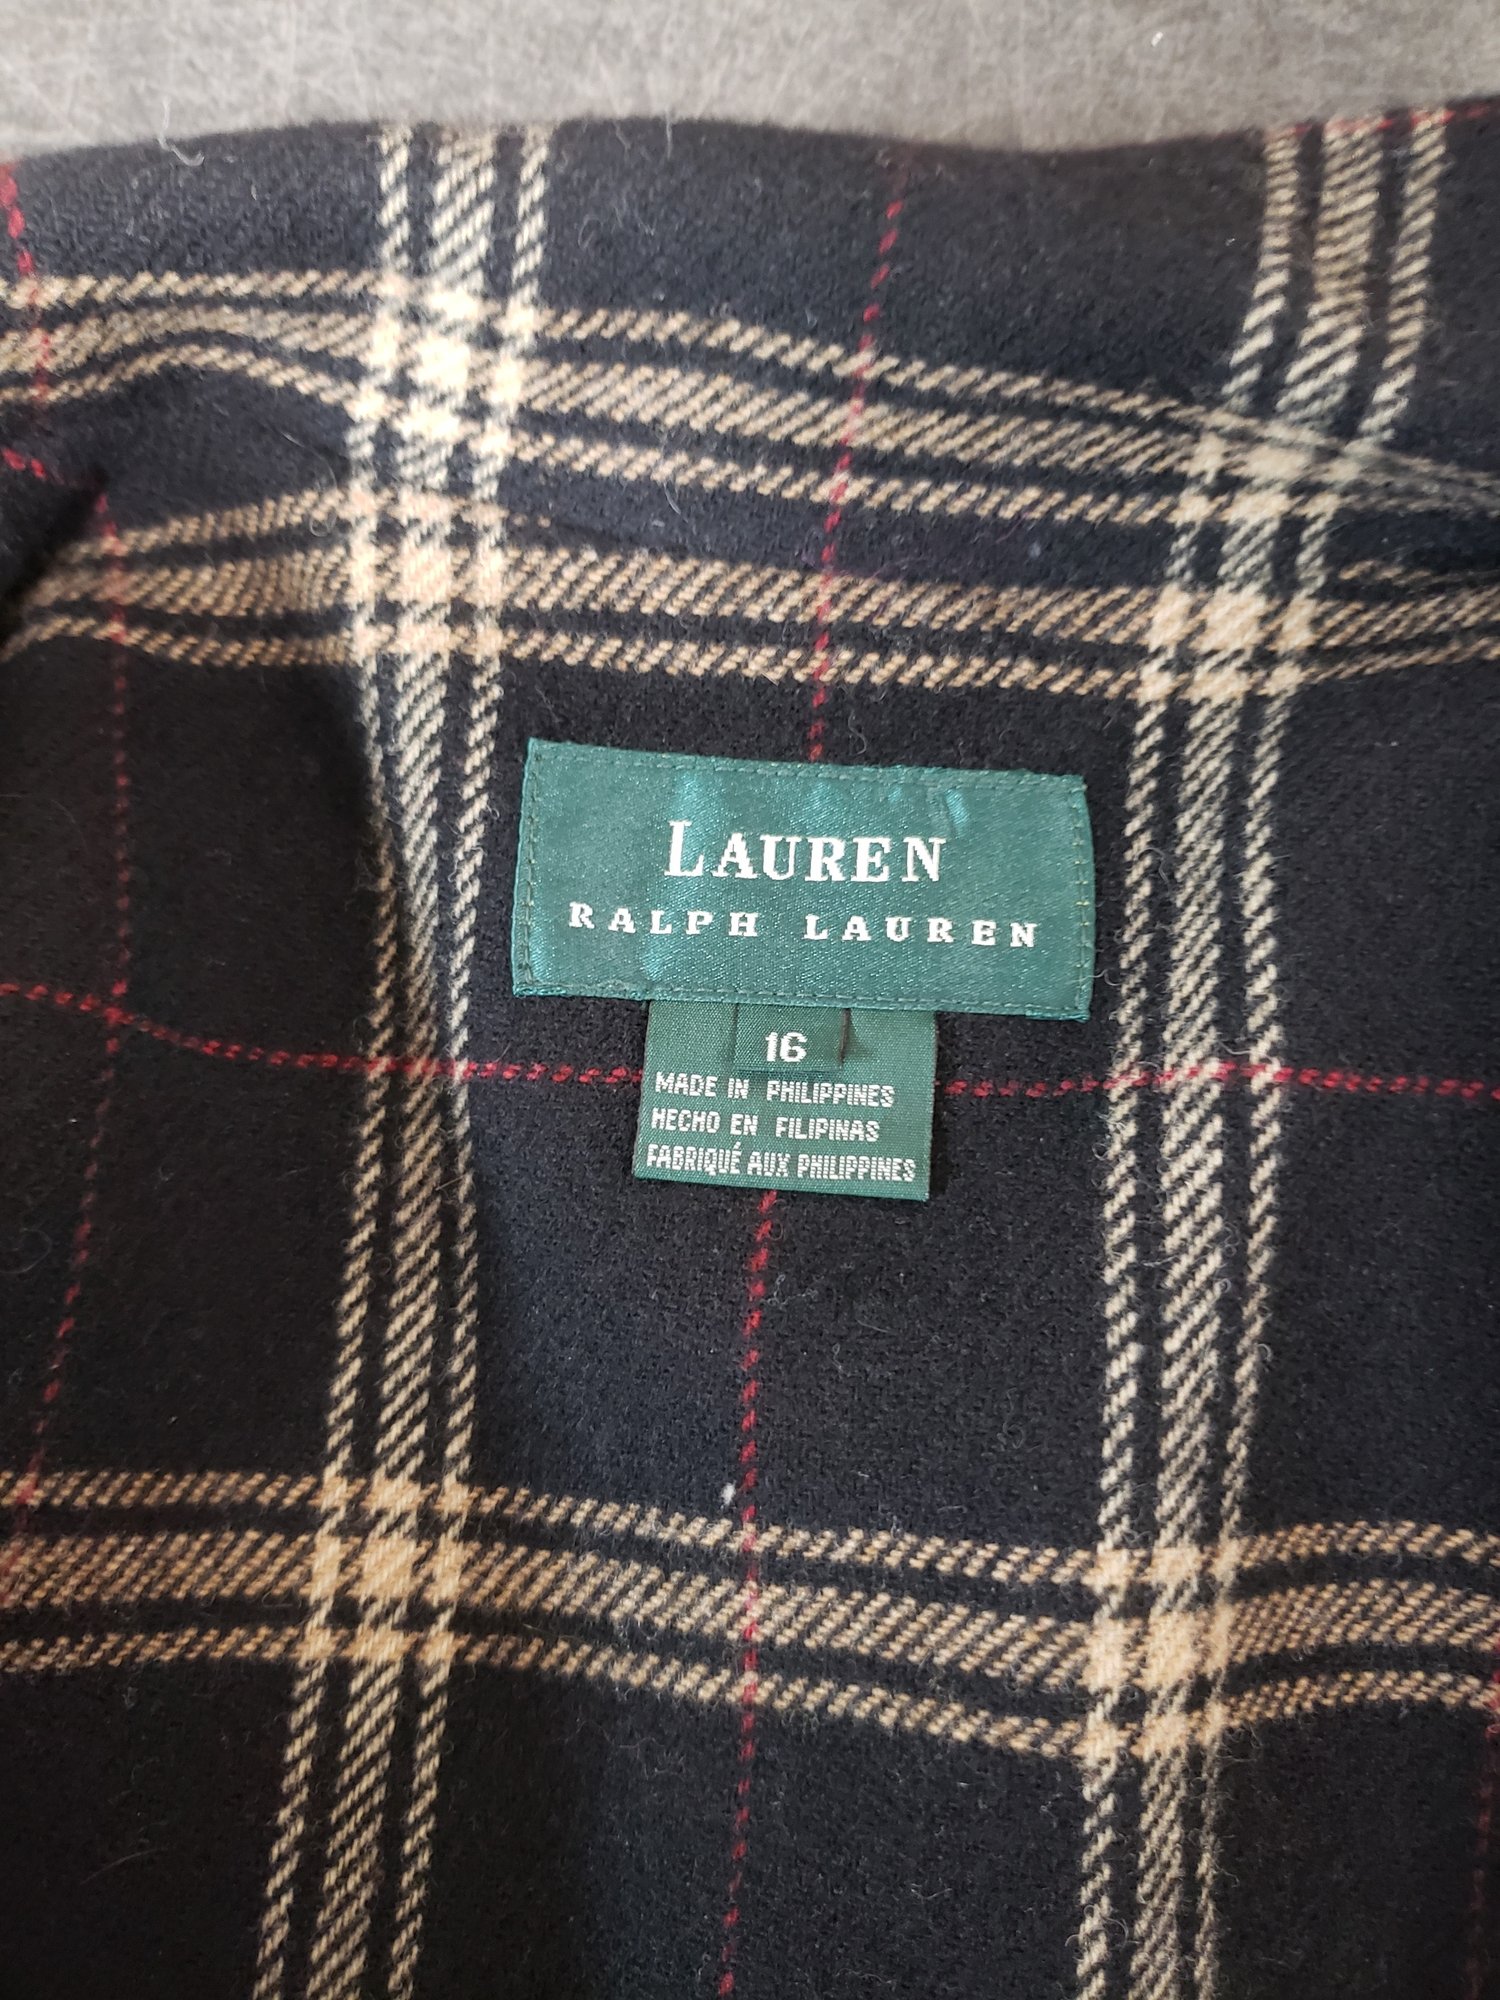 LAUREN
RALPH LAUREN
16
MADE IN PHILIPPINES
HECHO EN FILIPINAS
FABRIQUÉ AUX PHILIPPINES